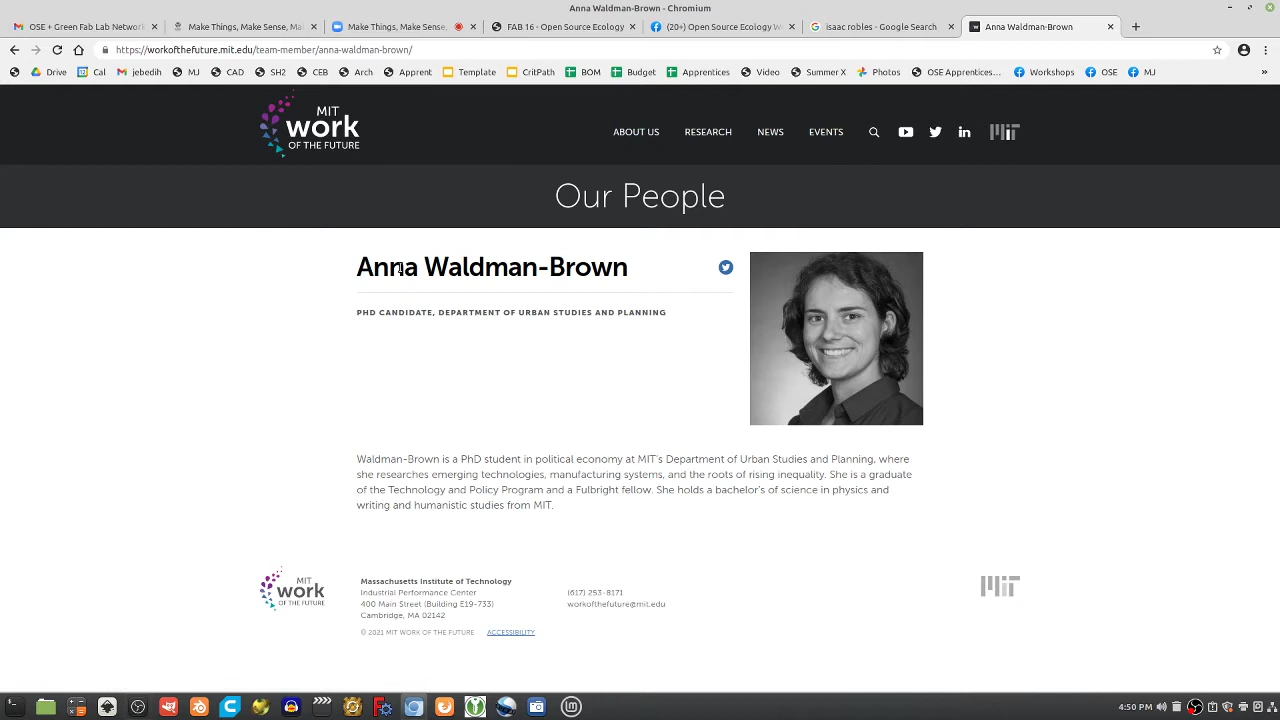 Anna Waldman-Brown - Chromium
OSE + Green Fab Lab Network
Make Things, Make Sense,
Make Things, Make Sense,
FAB 16 - Open Source Ecology
(20+) Open Source Ecology W
isaac robles - Google Search
Anna Waldman-Brown
https://workofthefuture.mit.edu/team-member/anna-waldman-brown/
Drive Cal jebedth MJ CAD SH2 CEB Arch Apprent Template CritPath BOM Budget Apprentices Video Summer X Photos OSE Apprentices... Workshops OSE MJ »
MIT
work
OF THE FUTURE
ABOUT US RESEARCH NEWS EVENTS
Our People
Anna Waldman-Brown
PHD CANDIDATE, DEPARTMENT OF URBAN STUDIES AND PLANNING
Waldman-Brown is a PhD student in political economy at MIT's Department of Urban Studies and Planning, where
she researches emerging technologies, manufacturing systems, and the roots of rising inequality. She is a graduate
of the Technology and Policy Program and a Fulbright fellow. She holds a bachelor's of science in physics and
writing and humanistic studies from MIT.
MIT
work
OF THE FUTURE
Massachusetts Institute of Technology
Industrial Performance Center
400 Main Street (Building E19-733)
Cambridge, MA 02142
(617) 253-8171
workofthefuture@mit.edu
© 2021 MIT WORK OF THE FUTURE ACCESSIBILITY
4:50 PM